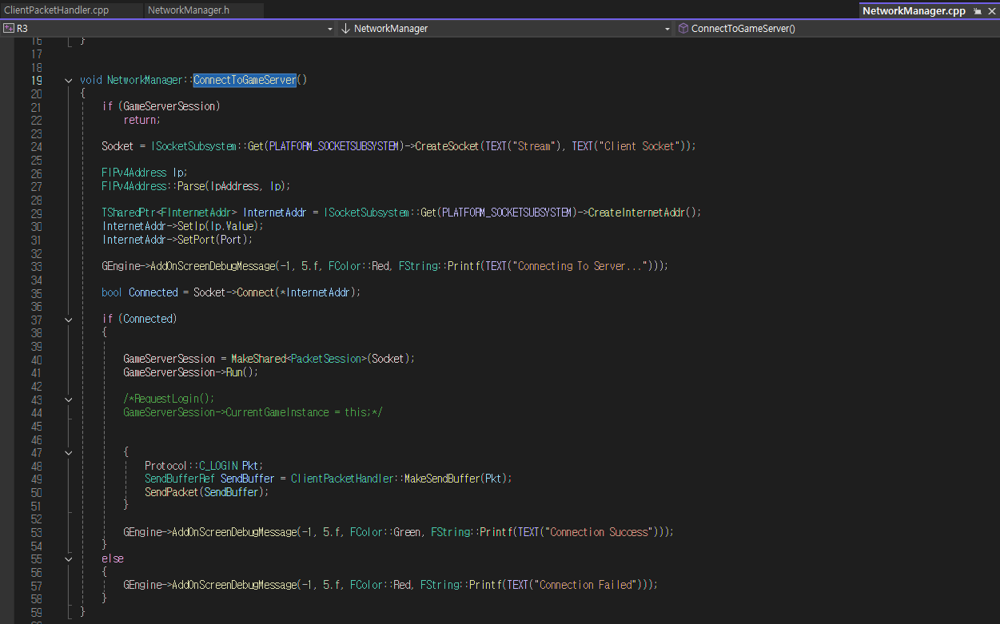 ClientPacketHandler.cpp NetworkManager.h NetworkManager.cpp
R3 NetworkManager ConnectToGameServer()
16 }
17
18
19 void NetworkManager::ConnectToGameServer()
20 {
21 if (GameServerSession)
22 return;
23
24 Socket = ISocketSubsystem::Get(PLATFORM_SOCKETSUBSYSTEM)->CreateSocket(TEXT("Stream"), TEXT("Client Socket"));
25
26 FIPv4Address Ip;
27 FIPv4Address::Parse(IpAddress, Ip);
28
29 TSharedPtr<FInternetAddr> InternetAddr = ISocketSubsystem::Get(PLATFORM_SOCKETSUBSYSTEM)->CreateInternetAddr();
30 InternetAddr->SetIp(Ip.Value);
31 InternetAddr->SetPort(Port);
32
33 GEngine->AddOnScreenDebugMessage(-1, 5.f, FColor::Red, FString::Printf(TEXT("Connecting To Server...")));
34
35 bool Connected = Socket->Connect(*InternetAddr);
36
37 if (Connected)
38 {
39
40 GameServerSession = MakeShared<PacketSession>(Socket);
41 GameServerSession->Run();
42
43 /*RequestLogin();
44 GameServerSession->CurrentGameInstance = this;*/
45
46
47 {
48 Protocol::C_LOGIN Pkt;
49 SendBufferRef SendBuffer = ClientPacketHandler::MakeSendBuffer(Pkt);
50 SendPacket(SendBuffer);
51 }
52
53 GEngine->AddOnScreenDebugMessage(-1, 5.f, FColor::Green, FString::Printf(TEXT("Connection Success")));
54 }
55 else
56 {
57 GEngine->AddOnScreenDebugMessage(-1, 5.f, FColor::Red, FString::Printf(TEXT("Connection Failed")));
58 }
59 }